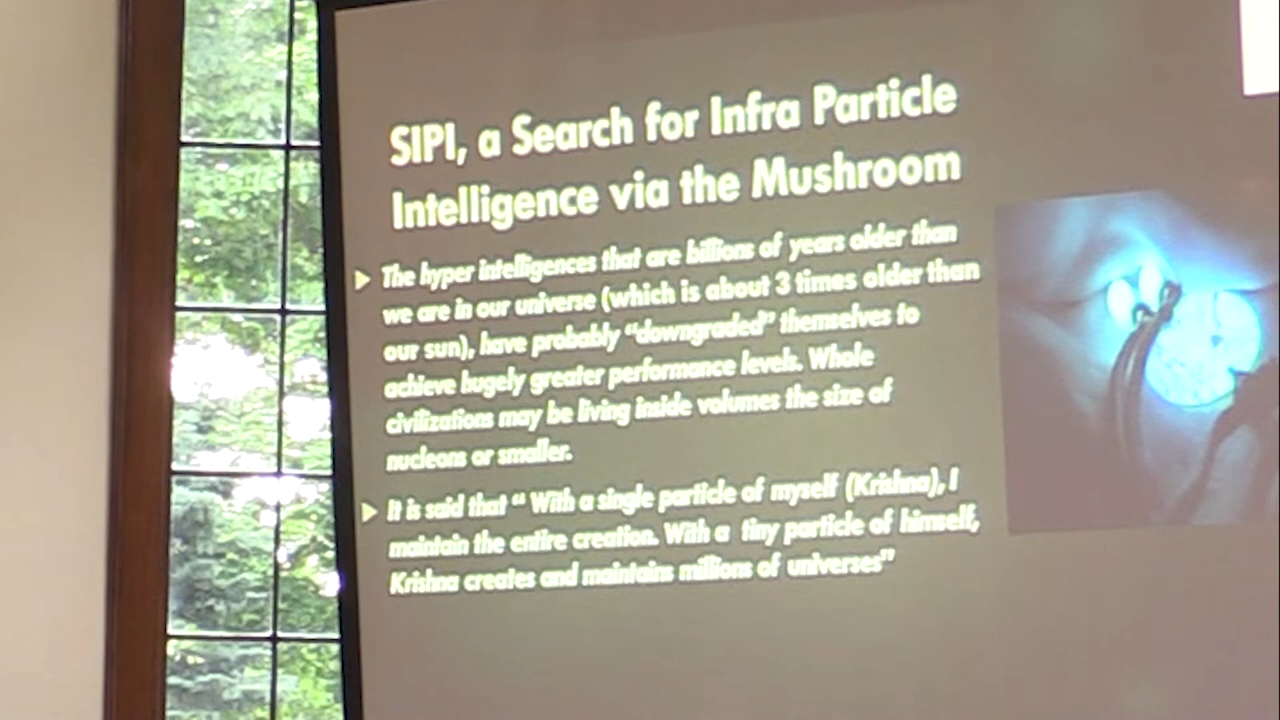 SIPI, a Search for Infra Particle
Intelligence via the Mushroom
The hyper intelligences that are billions of years older than
we are in our universe (which is about 3 times older than
our sun), have probably “downgraded” themselves to
achieve hugely greater performance levels. Whole
civilizations may be living inside volumes the size of
nucleons or smaller.
It is said that “ With a single particle of myself (Krishna), I
maintain the entire creation. With a tiny particle of himself,
Krishna creates and maintains millions of universes”